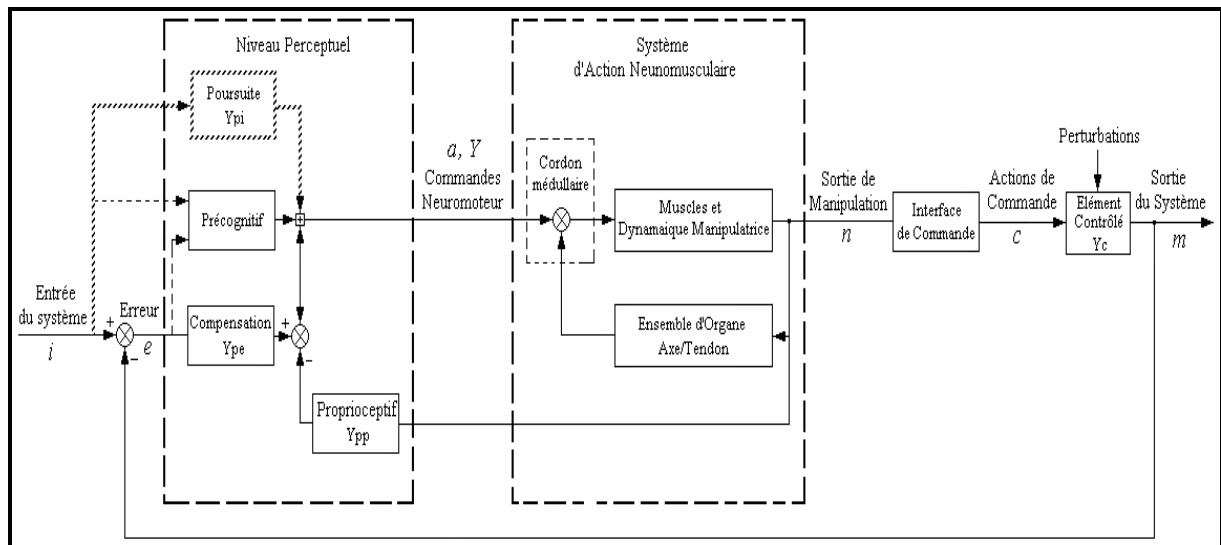 Niveau Perceptuel
Système
d'Action Neunomusculaire
Poursuite
Ypi
Perturbations
a, Y
Commandes
Neuromoteur
Cordon
médullaire
Précognitif
Muscles et
Dynamaique Manipulatrice
Sortie de
Manipulation
n
Interface
de Commande
Actions de
Commande
c
Elément
Contrôlé
Yc
Sortie
du Système
m
Entrée
du système
i
+
-
Erreur
e
Compensation
Ype
+
-
Ensemble d'Organe
Axe/Tendon
Proprioceptif
Ypp